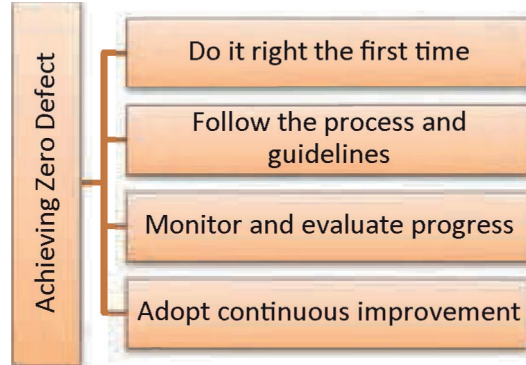 Achieving Zero Defect
Do it right the first time
Follow the process and
guidelines
Monitor and evaluate progress
Adopt continuous improvement